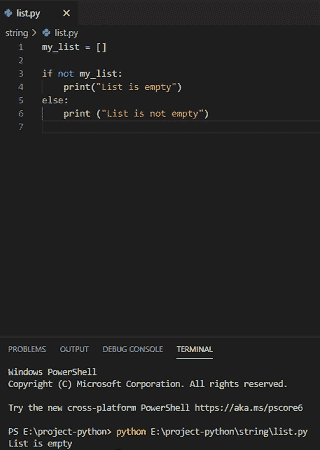 list.py ×
string > list.py
1 my_list = []
2
3 if not my_list:
4     print("List is empty")
5 else:
6     print ("List is not empty")
7
PROBLEMS OUTPUT DEBUG CONSOLE TERMINAL
Windows PowerShell
Copyright (C) Microsoft Corporation. All rights reserved.
Try the new cross-platform PowerShell https://aka.ms/pscore6
PS E:\project-python> python E:\project-python\string\list.py
List is empty